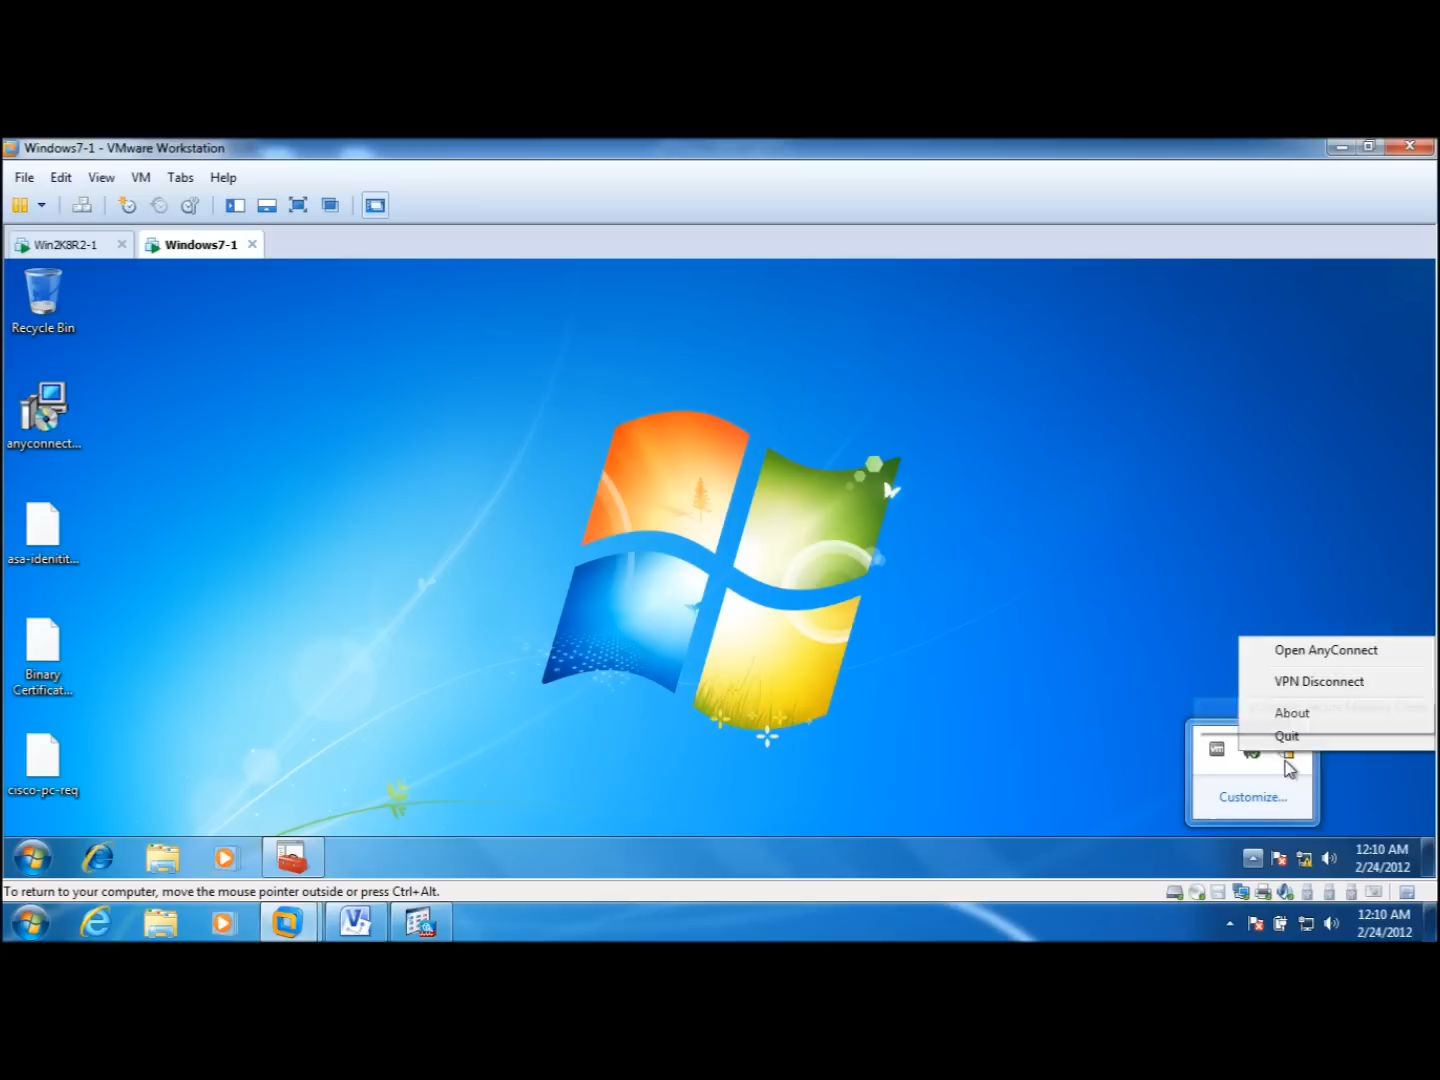 Windows7-1 - VMware Workstation
File Edit View VM Tabs Help
Win2K8R2-1 Windows7-1
Recycle Bin
anyconnect...
asa-idenitit...
Binary
Certificat...
cisco-pc-req
Open AnyConnect
VPN Disconnect
About
Quit
vm
Customize...
12:10 AM
2/24/2012
To return to your computer, move the mouse pointer outside or press Ctrl+Alt.
12:10 AM
2/24/2012